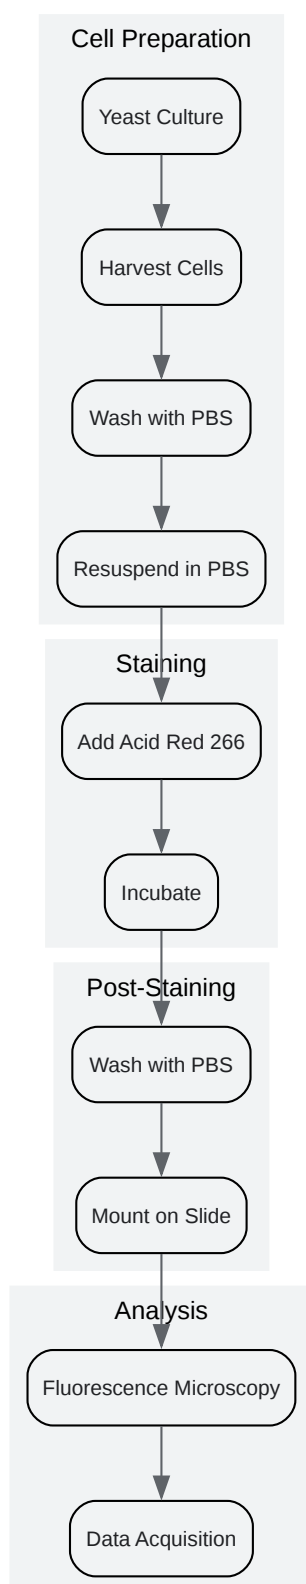 Cell Preparation
Yeast Culture
Harvest Cells
Wash with PBS
Resuspend in PBS
Staining
Add Acid Red 266
Incubate
Post-Staining
Wash with PBS
Mount on Slide
Analysis
Fluorescence Microscopy
Data Acquisition